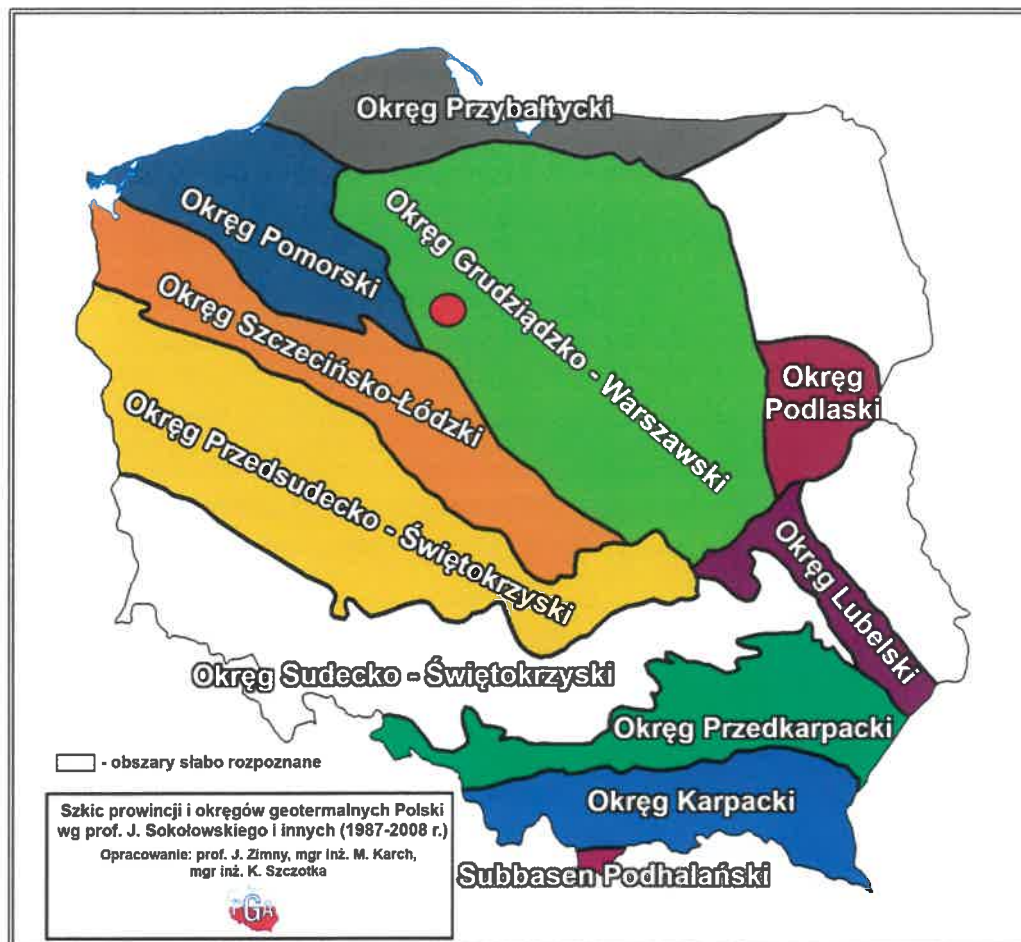 Okręg Przybałtycki
Okręg Pomorski
Okręg Grudziądzko - Warszawski
Okręg Szczecińsko-Łódzki
Okręg Podlaski
Okręg Przedsudecko - Świętokrzyski
Okręg Lubelski
Okręg Sudecko - Świętokrzyski
Okręg Przedkarpacki
Okręg Karpacki
Subbasen Podhalański
- obszary słabo rozpoznane
Szkic prowincji i okręgów geotermalnych Polski
wg prof. J. Sokołowskiego i innych (1987-2008 r.)
Opracowanie: prof. J. Zimny, mgr inż. M. Karch,
mgr inż. K. Szczotka
PGA